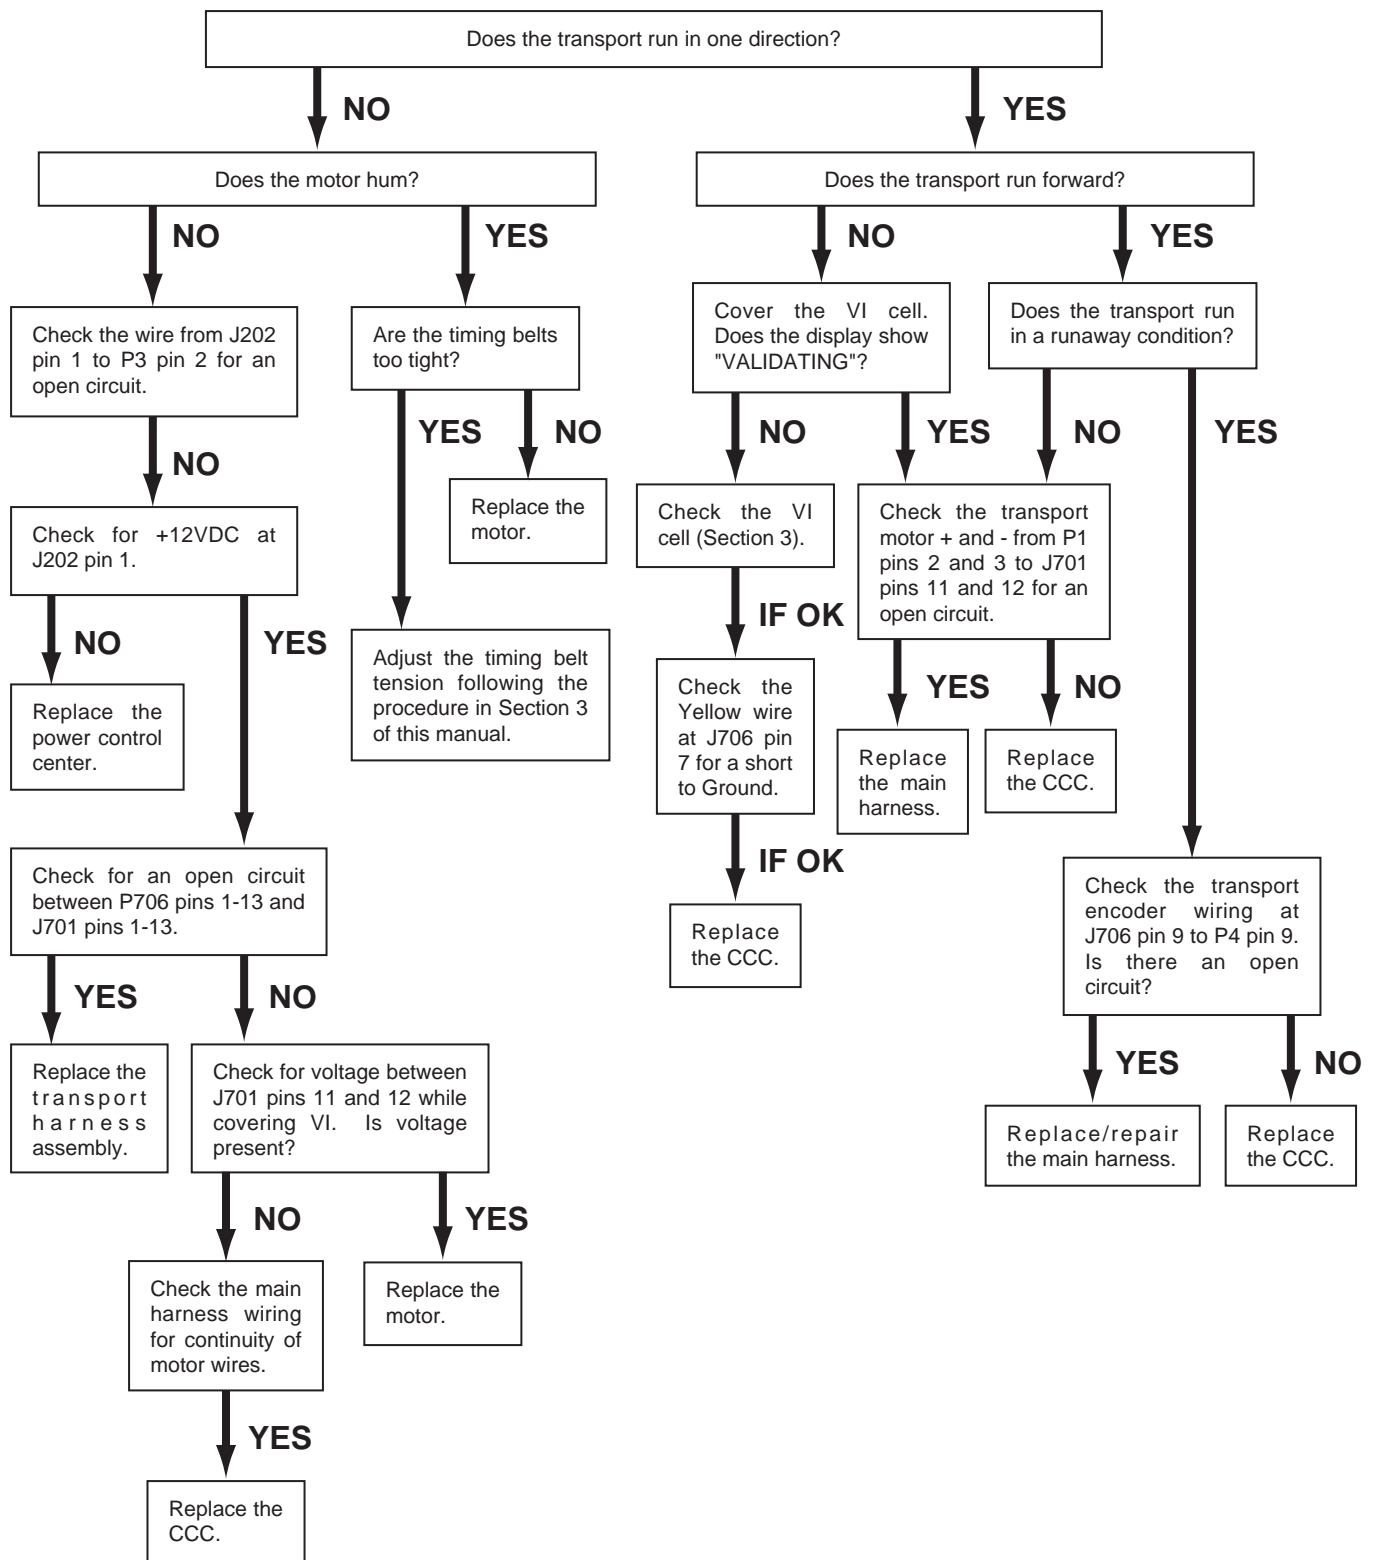 Does the transport run in one direction?
NO
YES
Does the motor hum?
Does the transport run forward?
NO
YES
NO
YES
Check the wire from J202
pin 1 to P3 pin 2 for an
open circuit.
Are the timing belts
too tight?
Cover the VI cell.
Does the display show
"VALIDATING"?
Does the transport run
in a runaway condition?
NO
YES
NO
NO
YES
NO
YES
Check for +12VDC at
J202 pin 1.
Replace the
motor.
Check the VI
cell (Section 3).
Check the transport
motor + and - from P1
pins 2 and 3 to J701
pins 11 and 12 for an
open circuit.
NO
YES
IF OK
Adjust the timing belt
tension following the
procedure in Section 3
of this manual.
Replace the
power control
center.
Check the
Yellow wire
at J706 pin
7 for a short
to Ground.
YES
NO
Replace
the main
harness.
Replace
the CCC.
Check for an open circuit
between P706 pins 1-13 and
J701 pins 1-13.
IF OK
Check the transport
encoder wiring at
J706 pin 9 to P4 pin 9.
Is there an open
circuit?
Replace
the CCC.
YES
NO
YES
NO
Replace the
transport
harness
assembly.
Check for voltage between
J701 pins 11 and 12 while
covering VI. Is voltage
present?
Replace/repair
the main harness.
Replace
the CCC.
NO
YES
Check the main
harness wiring
for continuity of
motor wires.
Replace the
motor.
YES
Replace the
CCC.